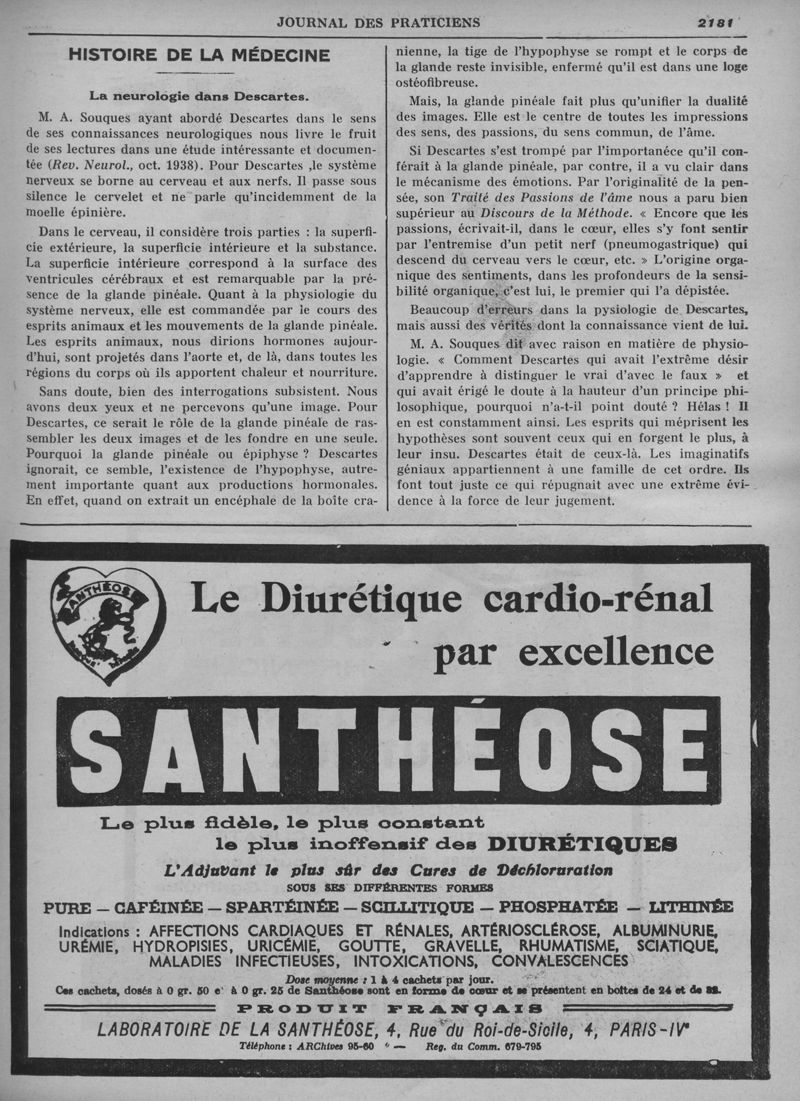 JOURNAL DES PRATICIENS
2181
HISTOIRE DE LA MÉDECINE
La neurologie dans Descartes.
M. A. Souques ayant abordé Descartes dans le sens
de ses connaissances neurologiques nous livre le fruit
de ses lectures dans une étude intéressante et documen-
tée (Rev. Neurol., oct. 1938). Pour Descartes ,le système
nerveux se borne au cerveau et aux nerfs. Il passe sous
silence le cervelet et ne parle qu'incidemment de la
moelle épinière.
Dans le cerveau, il considère trois parties : la superfi-
cie extérieure, la superficie intérieure et la substance.
La superficie intérieure correspond à la surface des
ventricules cérébraux et est remarquable par la pré-
sence de la glande pinéale. Quant à la physiologie du
système nerveux, elle est commandée par le cours des
esprits animaux et les mouvements de la glande pinéale.
Les esprits animaux, nous dirions hormones aujour-
d'hui, sont projetés dans l'aorte et, de là, dans toutes les
régions du corps où ils apportent chaleur et nourriture.
Sans doute, bien des interrogations subsistent. Nous
avons deux yeux et ne percevons qu'une image. Pour
Descartes, ce serait le rôle de la glande pinéale de ras-
sembler les deux images et de les fondre en une seule.
Pourquoi la glande pinéale ou épiphyse ? Descartes
ignorait, ce semble, l'existence de l'hypophyse, autre-
ment importante quant aux productions hormonales.
En effet, quand on extrait un encéphale de la boîte cra-
nienne, la tige de l'hypophyse se rompt et le corps de
la glande reste invisible, enfermé qu'il est dans une loge
ostéofibreuse.
Mais, la glande pinéale fait plus qu'unifier la dualité
des images. Elle est le centre de toutes les impressions
des sens, des passions, du sens commun, de l'âme.
Si Descartes s'est trompé par l'importanéce qu'il con-
férait à la glande pinéale, par contre, il a vu clair dans
le mécanisme des émotions. Par l'originalité de la pen-
sée, son Traité des Passions de l'âme nous a paru bien
supérieur au Discours de la Méthode. « Encore que les
passions, écrivait-il, dans le cœur, elles s'y font sentir
par l'entremise d'un petit nerf (pneumogastrique) qui
descend du cerveau vers le cœur, etc. » L'origine orga-
nique des sentiments, dans les profondeurs de la sensi-
bilité organique, c'est lui, le premier qui l'a dépistée.
Beaucoup d'erreurs dans la pysiologie de Descartes,
mais aussi des vérités dont la connaissance vient de lui.
M. A. Souques dit avec raison en matière de physio-
logie. « Comment Descartes qui avait l'extrême désir
d'apprendre à distinguer le vrai d'avec le faux » et
qui avait érigé le doute à la hauteur d'un principe phi-
losophique, pourquoi n'a-t-il point douté ? Hélas ! Il
en est constamment ainsi. Les esprits qui méprisent les
hypothèses sont souvent ceux qui en forgent le plus, à
leur insu. Descartes était de ceux-là. Les imaginatifs
géniaux appartiennent à une famille de cet ordre. Ils
font tout juste ce qui répugnait avec une extrême évi-
dence à la force de leur jugement.
SANTHÉOSE
Le Diurétique cardio-rénal
par excellence
SANTHÉOSE
Le plus fidèle, le plus constant
le plus inoffensif des DIURÉTIQUES
L'Adjuvant le plus sûr des Cures de Déchloruration
SOUS SES DIFFÉRENTES FORMES
PURE — CAFÉINÉE — SPARTÉINÉE — SCILLITIQUE — PHOSPHATÉE — LITHINÉE
Indications : AFFECTIONS CARDIAQUES ET RÉNALES, ARTÉRIOSCLÉROSE, ALBUMINURIE,
URÉMIE, HYDROPISIES, URICÉMIE, GOUTTE, GRAVELLE, RHUMATISME, SCIATIQUE,
MALADIES INFECTIEUSES, INTOXICATIONS, CONVALESCENCES
Dose moyenne : 1 à 4 cachets par jour.
Ces cachets, dosés à 0 gr. 50 e' à 0 gr. 25 de Santhéose sont en forme de cœur et se présentent en boîtes de 24 et de 32.
PRODUIT FRANÇAIS
LABORATOIRE DE LA SANTHÉOSE, 4, Rue du Roi-de-Sicile, 4, PARIS-IVe
Téléphone : ARChives 95-60 " — Reg. du Comm. 679-795